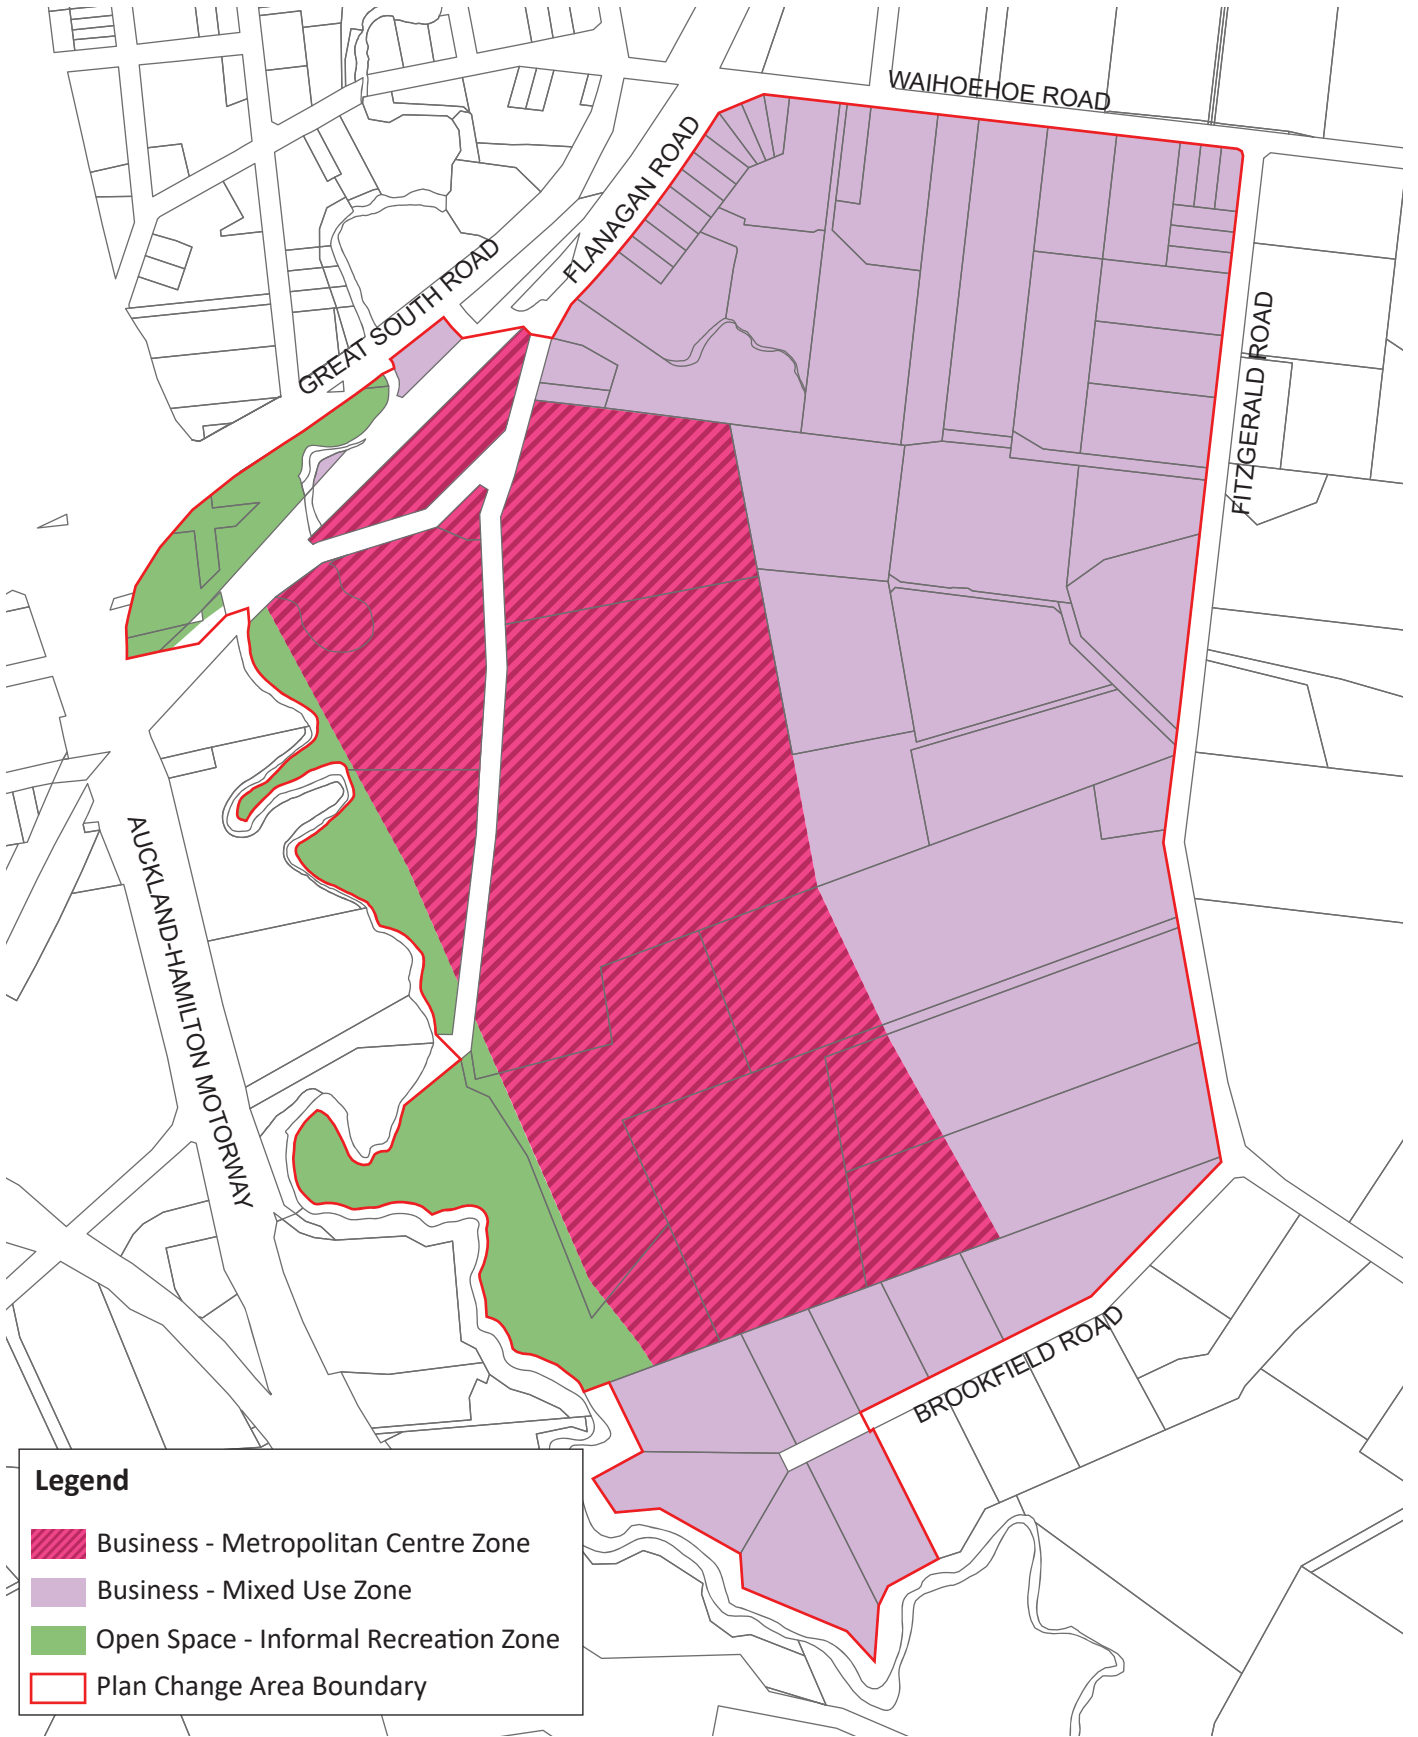 WAIHOEHOE ROAD
FLANAGAN ROAD
GREAT SOUTH ROAD
FITZGERALD ROAD
AUCKLAND-HAMILTON MOTORWAY
BROOKFIELD ROAD
Legend
Business - Metropolitan Centre Zone
Business - Mixed Use Zone
Open Space - Informal Recreation Zone
Plan Change Area Boundary